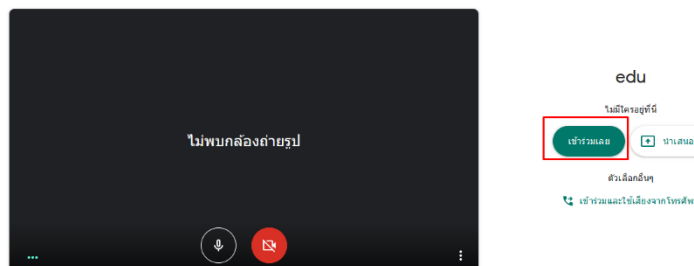 ไม่พบกล้องถ่ายรูป
edu
ไม่มีใครอยู่ที่นี่
เข้าร่วมเลย
นำเสนอ
ตัวเลือกอื่นๆ
เข้าร่วมและใช้เสียงจากโทรศัพ